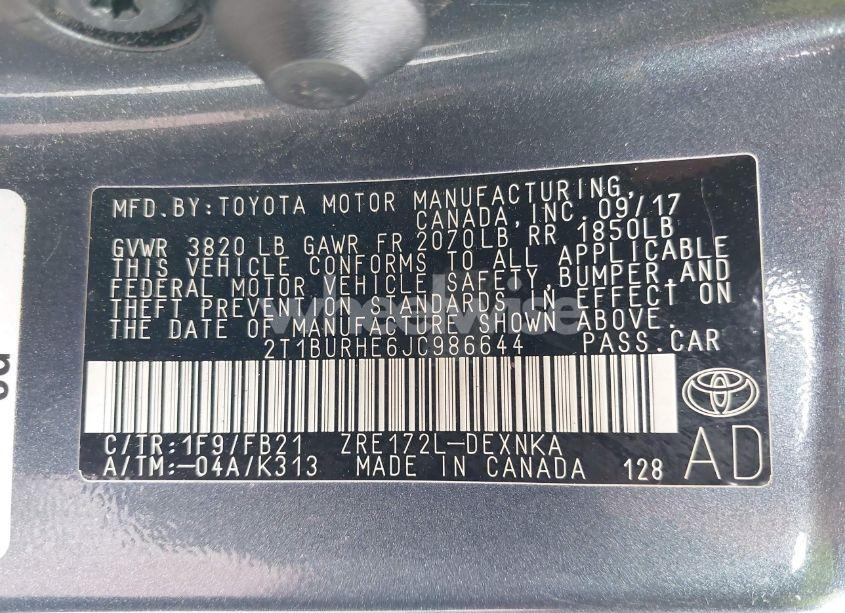 MFD.BY:TOYOTA MOTOR MANUFACTURING,
CANADA,INC. 09/17
GVWR 3820 LB GAWR FR 2070LB RR 1850LB
THIS VEHICLE CONFORMS TO ALL APPLICABLE
FEDERAL MOTOR VEHICLE SAFETY,BUMPER,AND
THEFT PREVENTION STANDARDS IN EFFECT ON
THE DATE OF MANUFACTURE SHOWN ABOVE.
2T1BURHE6JC986644 PASS.CAR
C/TR:1F9/FB21 ZRE172L-DEXNKA
A/TM:-04A/K313 MADE IN CANADA 128
AD
wheelwise